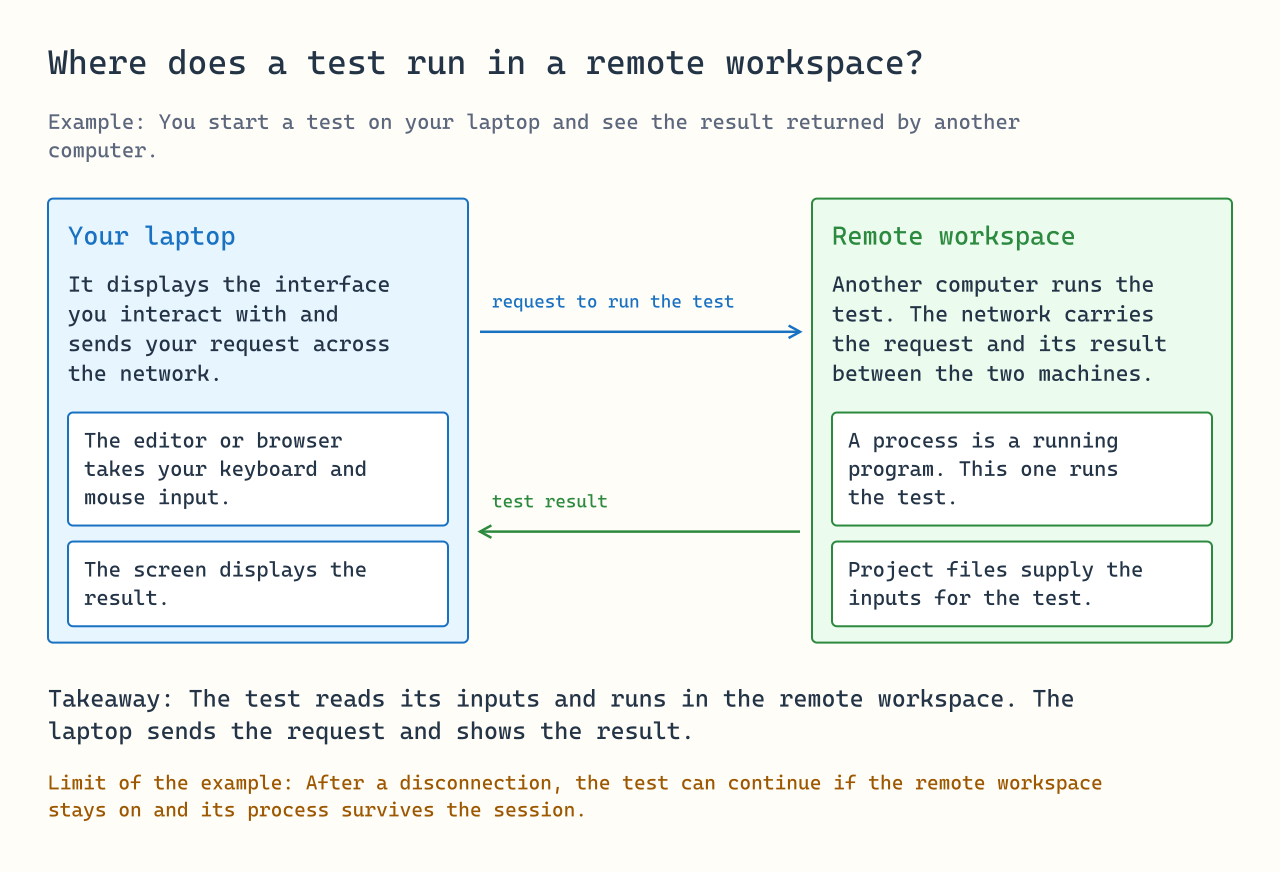 Where does a test run in a remote workspace?
Example: You start a test on your laptop and see the result returned by another
computer.
Your laptop
It displays the interface
you interact with and
sends your request across
the network.
The editor or browser
takes your keyboard and
mouse input.
The screen displays the
result.
request to run the test
test result
Remote workspace
Another computer runs the
test. The network carries
the request and its result
between the two machines.
A process is a running
program. This one runs
the test.
Project files supply the
inputs for the test.
Takeaway: The test reads its inputs and runs in the remote workspace. The
laptop sends the request and shows the result.
Limit of the example: After a disconnection, the test can continue if the remote workspace
stays on and its process survives the session.